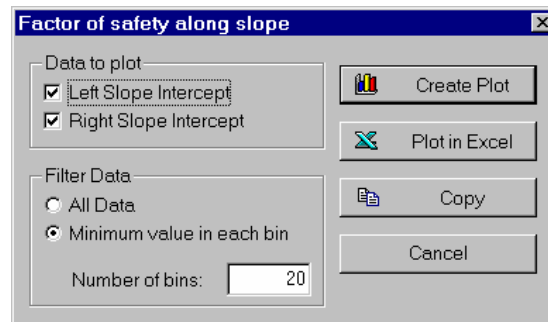 Factor of safety along slope
Data to plot
Left Slope Intercept
Right Slope Intercept
Filter Data
All Data
Minimum value in each bin
Number of bins: 20
Create Plot
Plot in Excel
Copy
Cancel